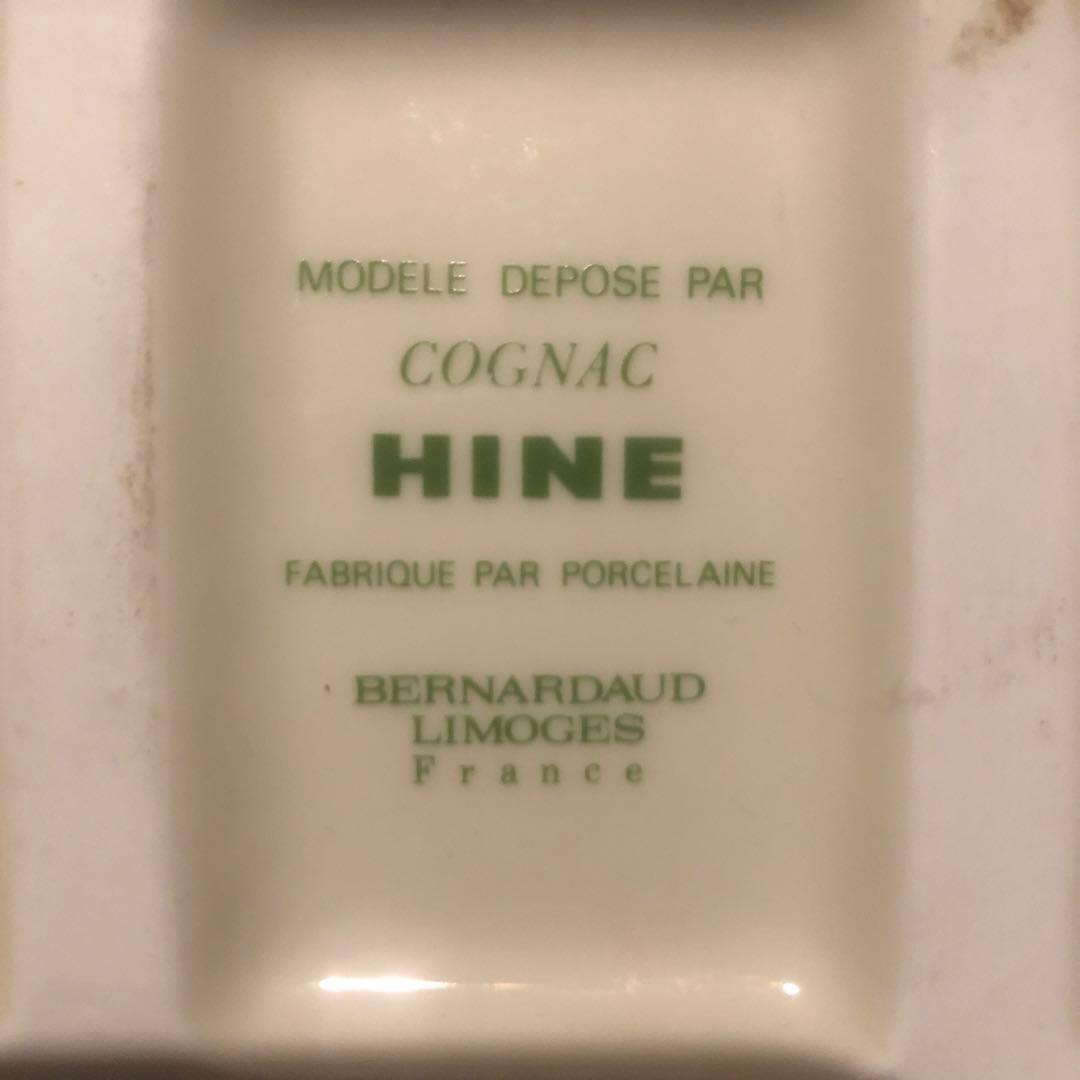 MODELE DEPOSE PAR
COGNAC
HINE
FABRIQUE PAR PORCELAINE
BERNARDAUD
LIMOGES
France